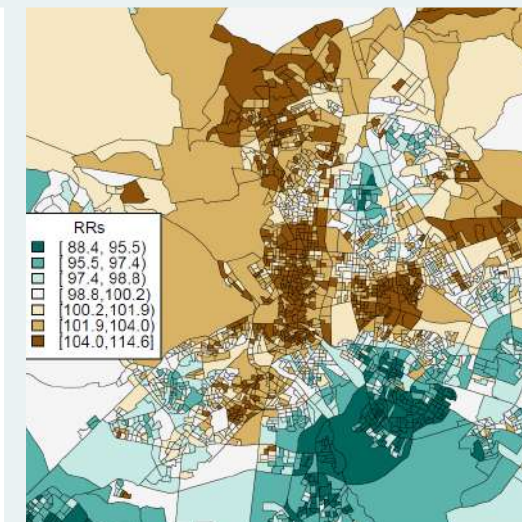 RRs
[ 88.4, 95.5)
[ 95.5, 97.4)
[ 97.4, 98.8)
[ 98.8,100.2)
[100.2,101.9)
[101.9,104.0)
[104.0,114.6]